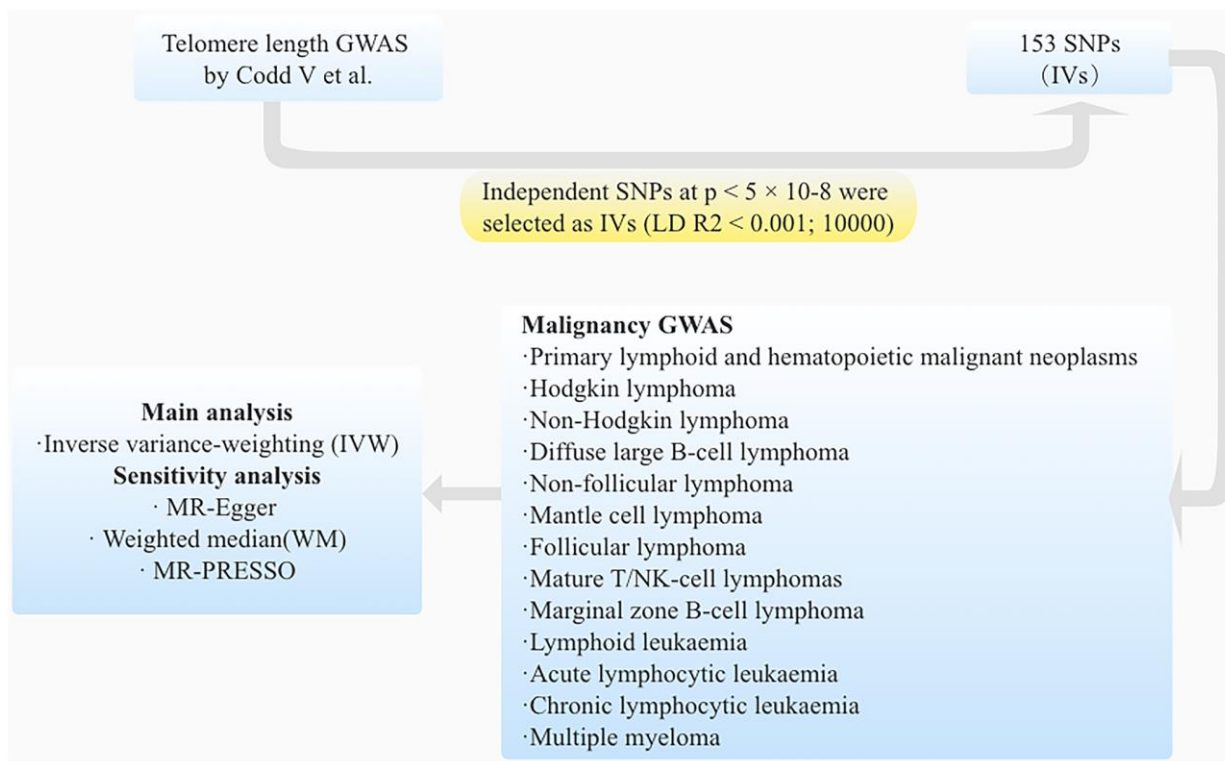 Telomere length GWAS
by Codd V et al.
153 SNPs
（IVs）
Independent SNPs at p < 5 × 10-8 were
selected as IVs (LD R2 < 0.001; 10000)
Malignancy GWAS
·Primary lymphoid and hematopoietic malignant neoplasms
·Hodgkin lymphoma
·Non-Hodgkin lymphoma
·Diffuse large B-cell lymphoma
·Non-follicular lymphoma
·Mantle cell lymphoma
·Follicular lymphoma
·Mature T/NK-cell lymphomas
·Marginal zone B-cell lymphoma
·Lymphoid leukaemia
·Acute lymphocytic leukaemia
·Chronic lymphocytic leukaemia
·Multiple myeloma
Main analysis
·Inverse variance-weighting (IVW)
Sensitivity analysis
· MR-Egger
· Weighted median(WM)
· MR-PRESSO